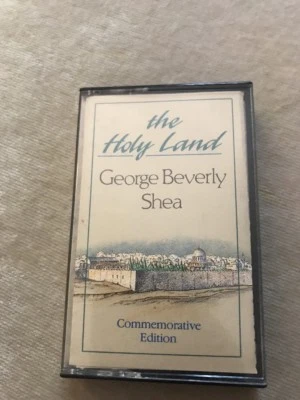 the
Holy Land
George Beverly
Shea
Commemorative
Edition